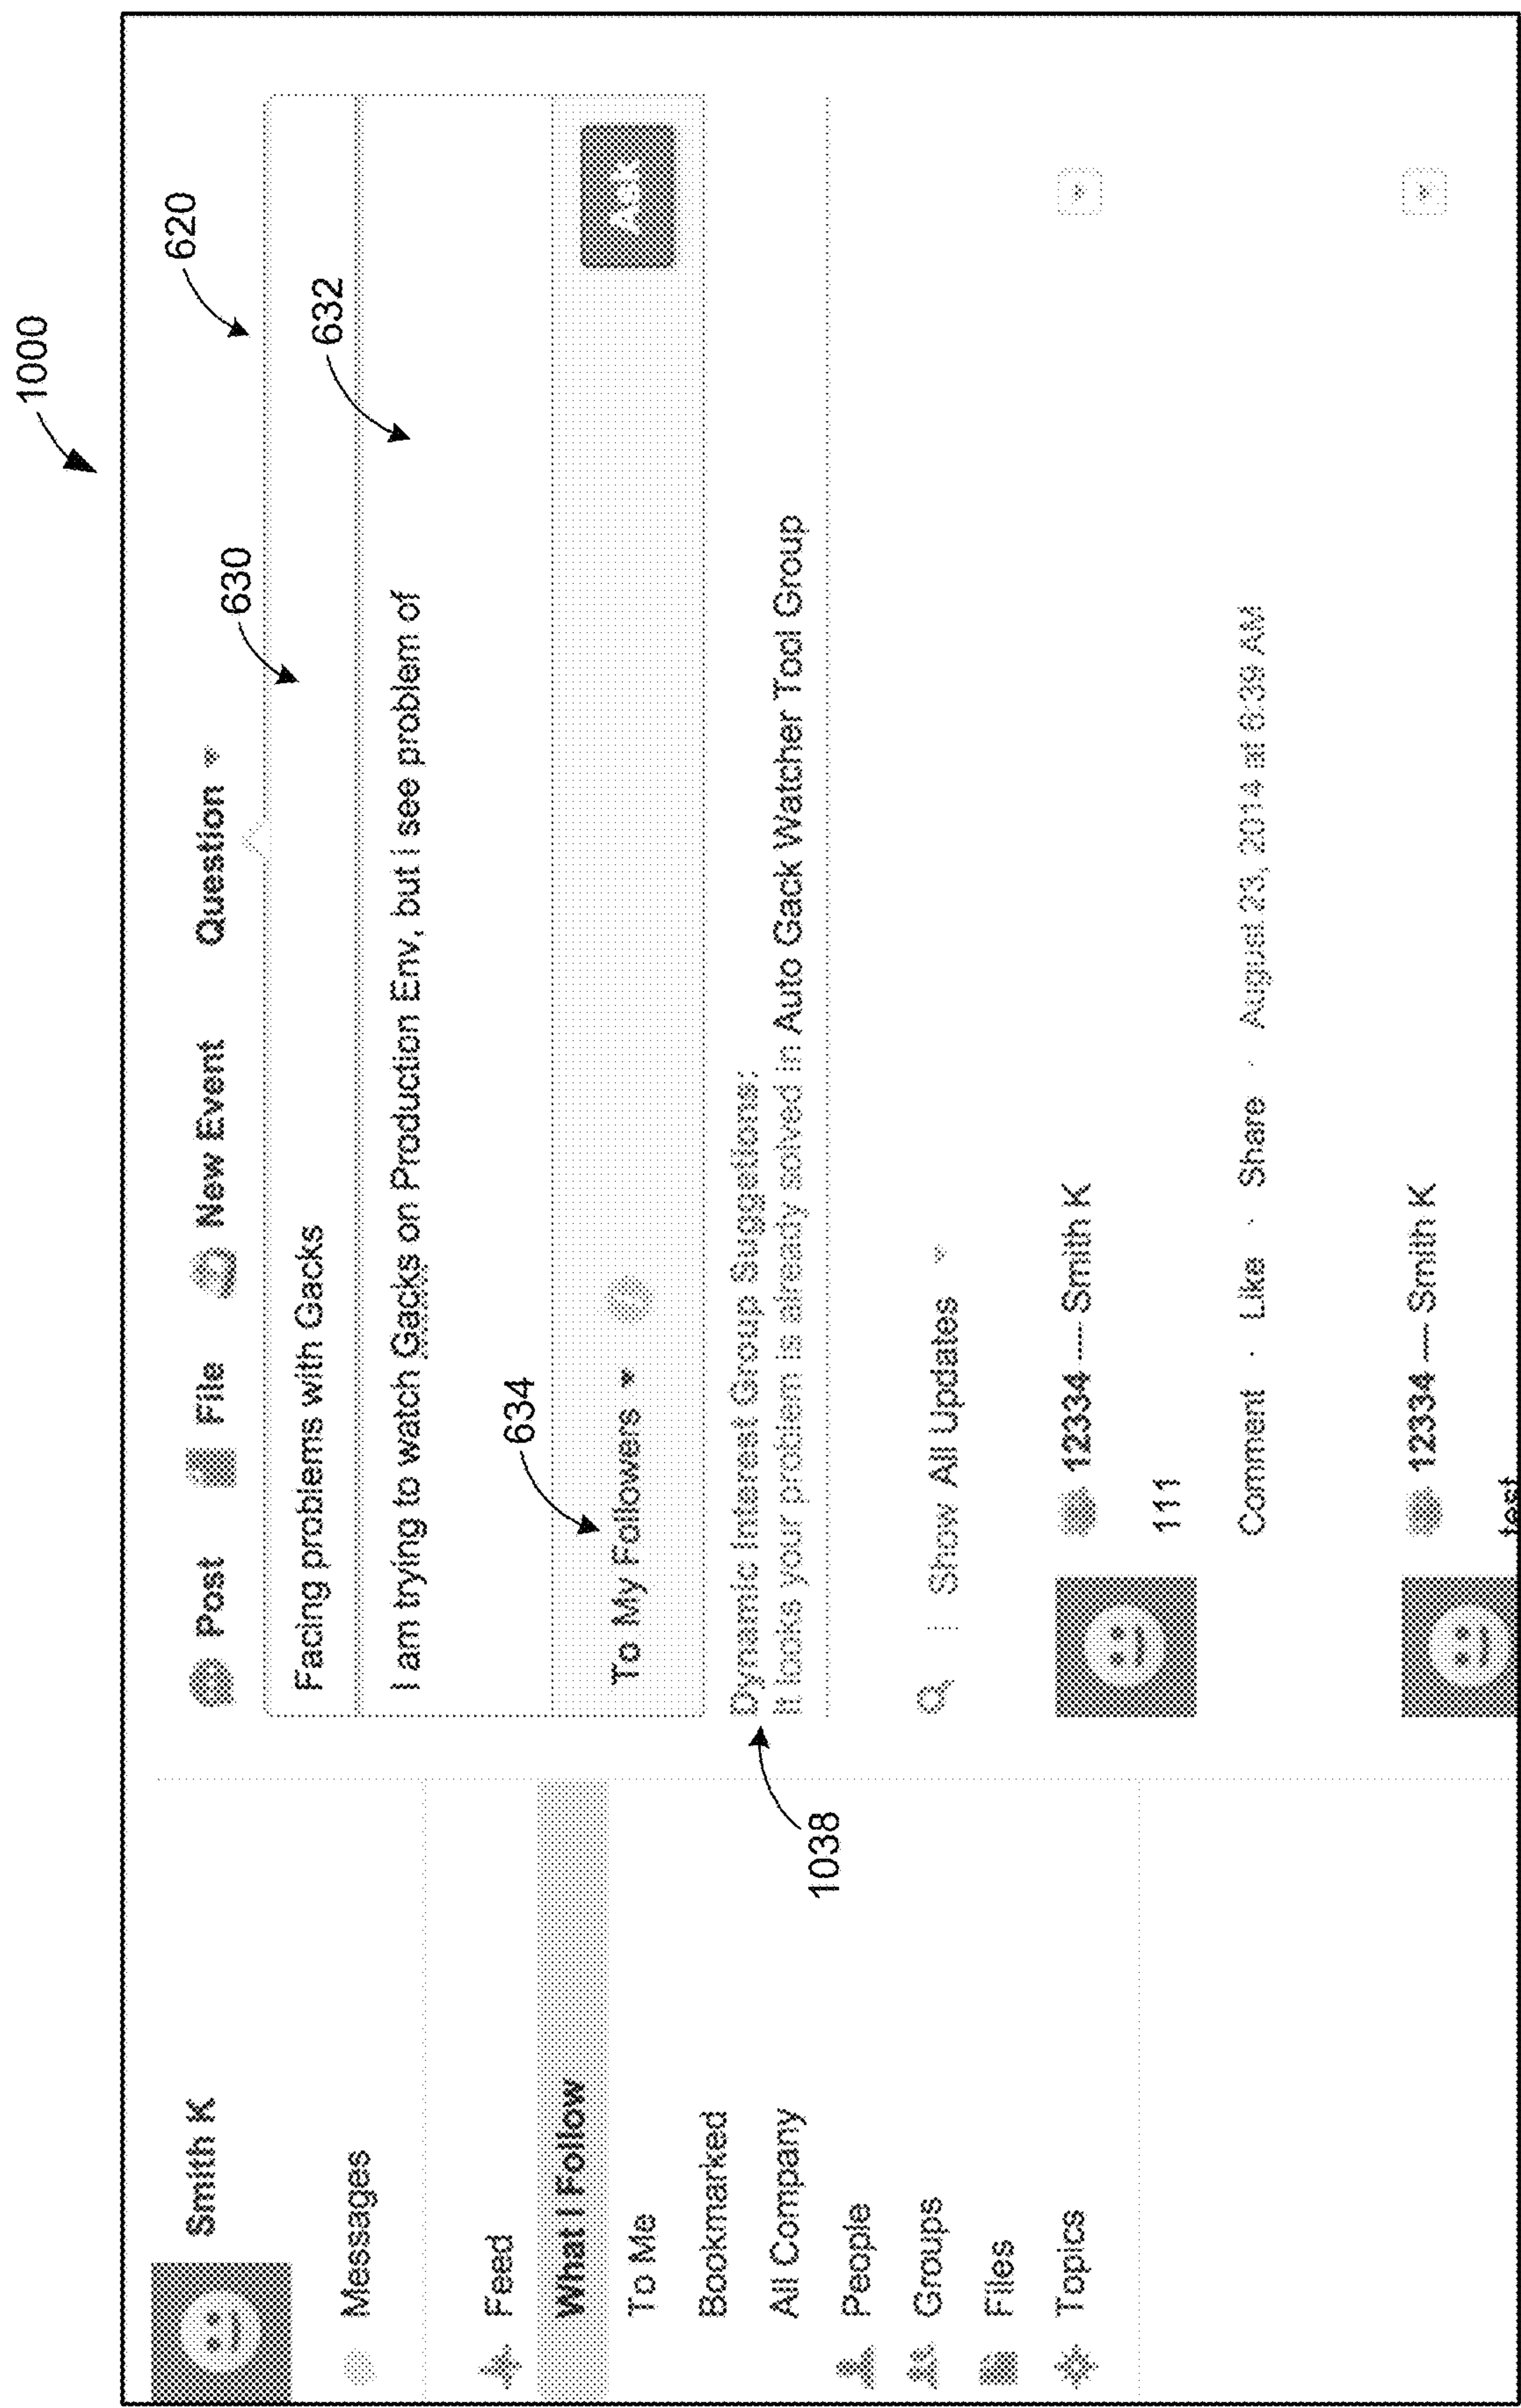 1000
620
630
632
634
1038
Smith K
Messages
Feed
What I Follow
To Me
Bookmarked
All Company
People
Groups
Files
Topics
Post File New Event Question
Facing problems with Gacks
I am trying to watch Gacks on Production Env, but i see problem of
To My Followers
ASK
Dynamic Interest Group Suggetions:
It looks your problem is already solved in Auto Gack Watcher Tool Group
Show All Updates
12334 --- Smith K
111
Comment · Like · Share · August 23, 2014 at 6:39 AM
12334 --- Smith K